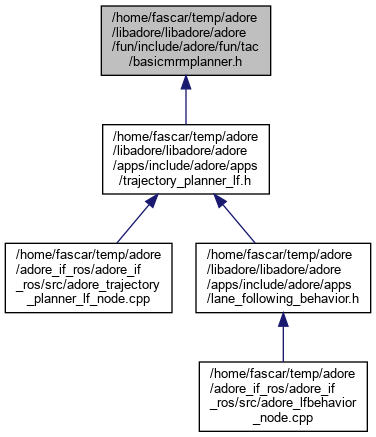 /home/fascar/temp/adore
/libadore/libadore/adore
/fun/include/adore/fun/tac
/basicmrmplanner.h
/home/fascar/temp/adore
/libadore/libadore/adore
/apps/include/adore/apps
/trajectory_planner_lf.h
/home/fascar/temp/adore
/adore_if_ros/adore_if
_ros/src/adore_trajectory
_planner_lf_node.cpp
/home/fascar/temp/adore
/libadore/libadore/adore
/apps/include/adore/apps
/lane_following_behavior.h
/home/fascar/temp/adore
/adore_if_ros/adore_if
_ros/src/adore_lfbehavior
_node.cpp